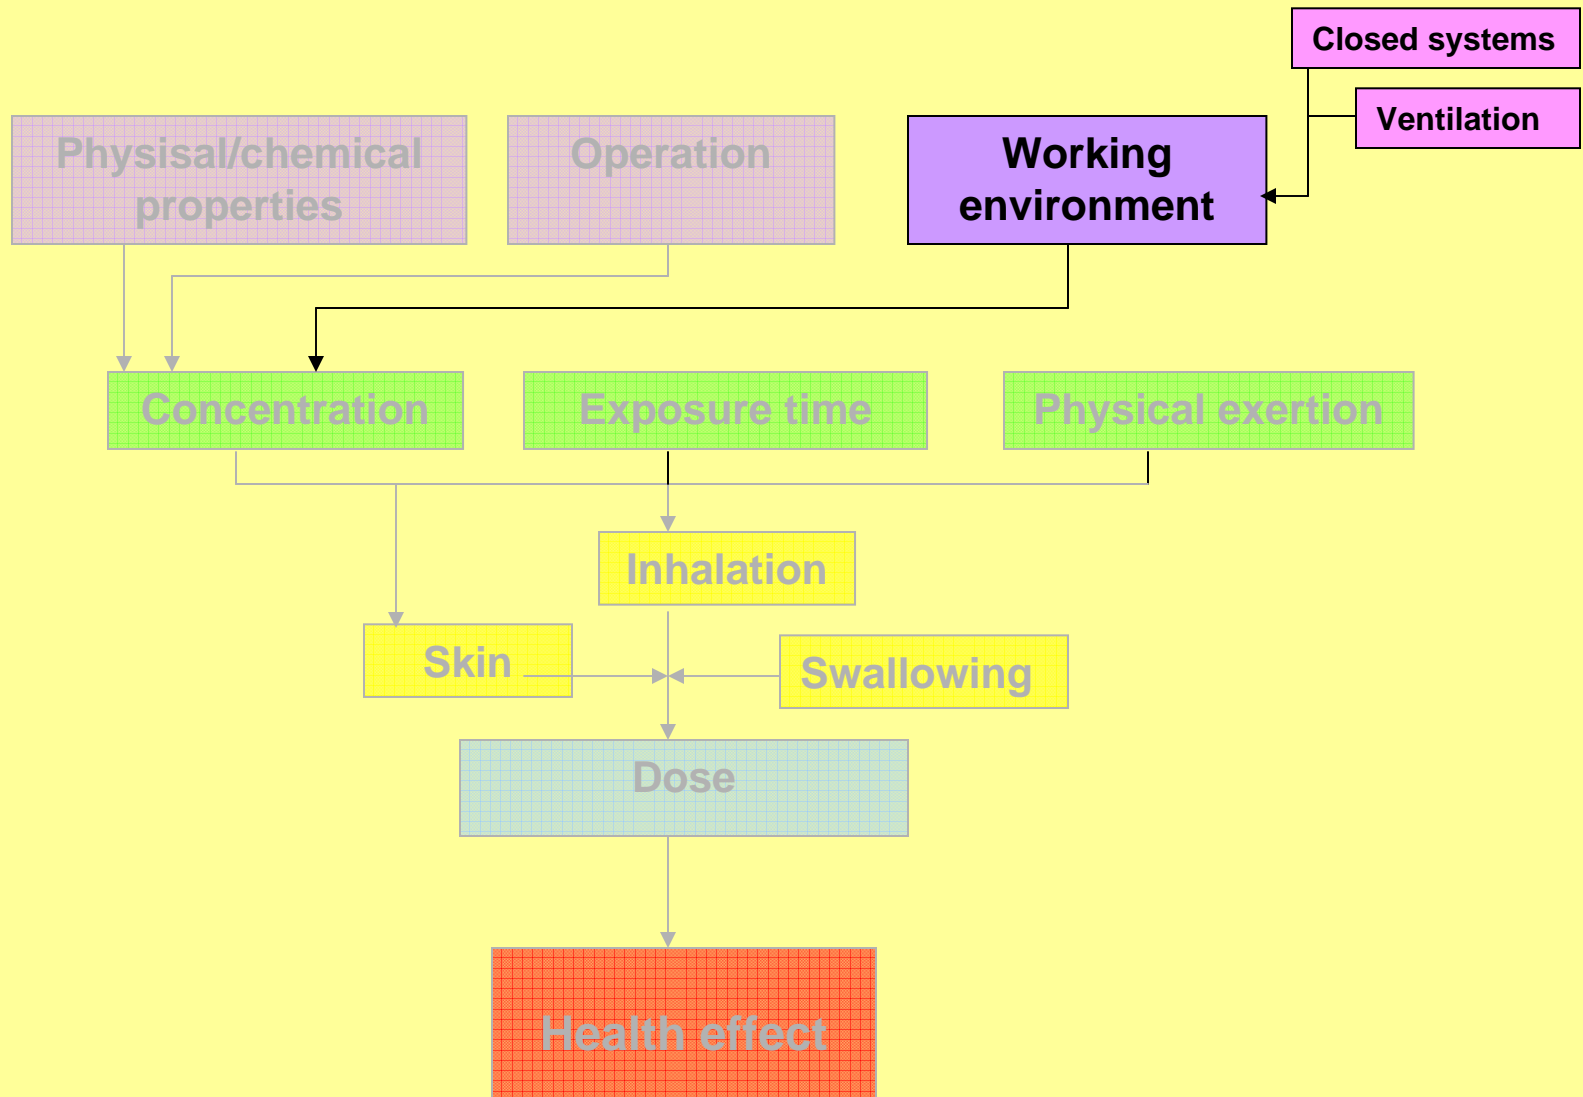 Closed systems
Ventilation
Physisal/chemical
properties
Operation
Working
environment
Concentration
Exposure time
Physical exertion
Inhalation
Skin
Swallowing
Dose
Health effect